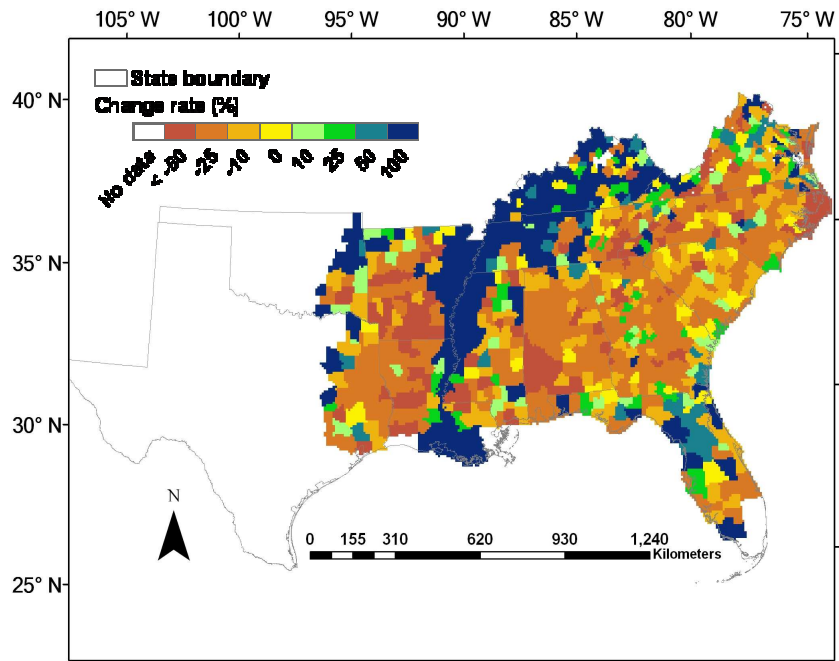 105° W 100° W 95° W 90° W 85° W 80° W 75° W
State boundary
Change rate [%]
No data < -50 -25 -10 0 10 25 50 100
40° N
35° N
30° N
25° N
N
0 155 310 620 930 1,240
Kilometers